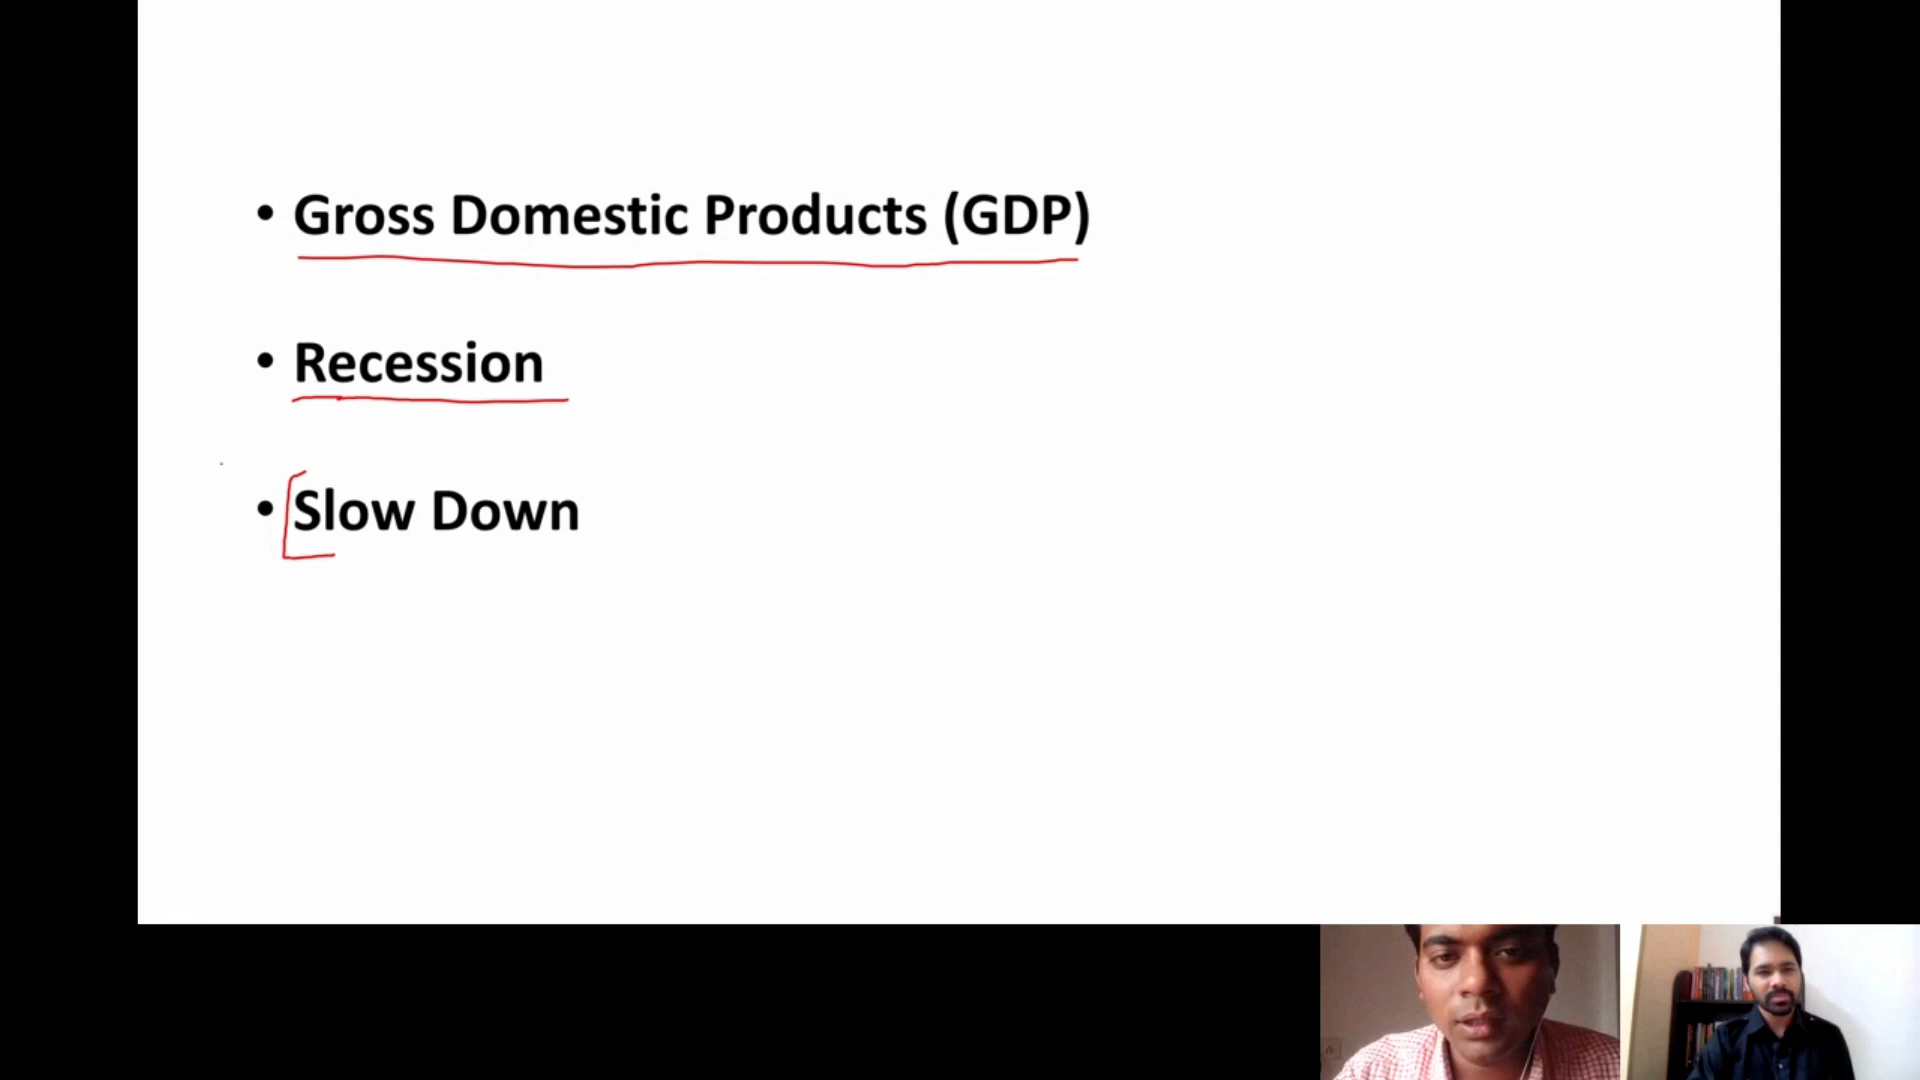 • Gross Domestic Products (GDP)
• Recession
• Slow Down